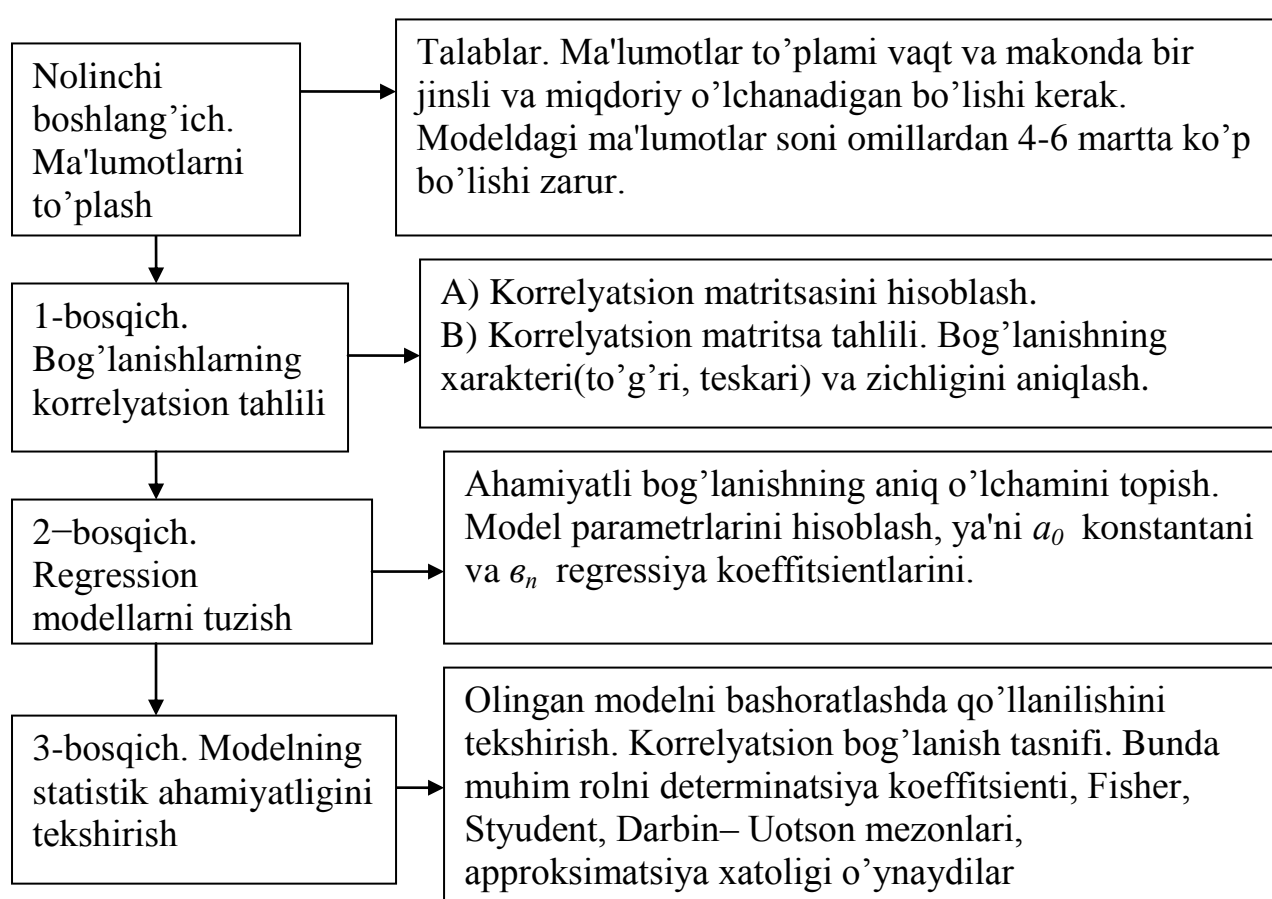 Nolinchi
boshlang’ich.
Ma'lumotlarni
to’plash
Talablar. Ma'lumotlar to’plami vaqt va makonda bir
jinsli va miqdoriy o’lchanadigan bo’lishi kerak.
Modeldagi ma'lumotlar soni omillardan 4-6 martta ko’p
bo’lishi zarur.
1-bosqich.
Bog’lanishlarning
korrelyatsion tahlili
A) Korrelyatsion matritsasini hisoblash.
B) Korrelyatsion matritsa tahlili. Bog’lanishning
xarakteri(to’g’ri, teskari) va zichligini aniqlash.
2−bosqich.
Regression
modellarni tuzish
Ahamiyatli bog’lanishning aniq o’lchamini topish.
Model parametrlarini hisoblash, ya'ni a₀ konstantani
va вₙ regressiya koeffitsientlarini.
3-bosqich. Modelning
statistik ahamiyatligini
tekshirish
Olingan modelni bashoratlashda qo’llanilishini
tekshirish. Korrelyatsion bog’lanish tasnifi. Bunda
muhim rolni determinatsiya koeffitsienti, Fisher,
Styudent, Darbin– Uotson mezonlari,
approksimatsiya xatoligi o’ynaydilar